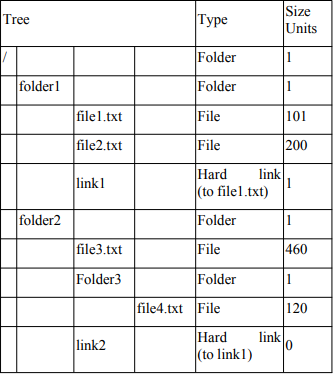 Tree Type Size
Units
/ Folder 1
folder1 Folder 1
file1.txt File 101
file2.txt File 200
link1 Hard link
(to file1.txt) 1
folder2 Folder 1
file3.txt File 460
Folder3 Folder 1
file4.txt File 120
link2 Hard link
(to link1) 0